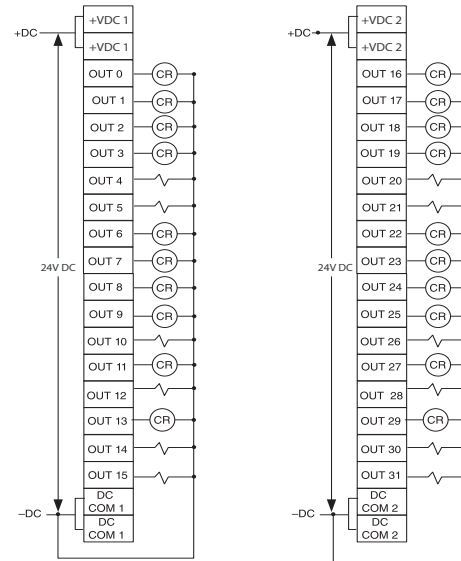 +VDC 1
+DC
+VDC 1
OUT 0 CR
OUT 1 CR
OUT 2 CR
OUT 3 CR
OUT 4
OUT 5
OUT 6 CR
OUT 7 CR
24V DC
OUT 8 CR
OUT 9 CR
OUT 10
OUT 11 CR
OUT 12
OUT 13 CR
OUT 14
OUT 15
DC
COM 1
-DC
DC
COM 1
+VDC 2
+DC
+VDC 2
OUT 16 CR
OUT 17 CR
OUT 18 CR
OUT 19 CR
OUT 20
OUT 21
OUT 22 CR
OUT 23 CR
24V DC
OUT 24 CR
OUT 25 CR
OUT 26
OUT 27 CR
OUT 28
OUT 29 CR
OUT 30
OUT 31
DC
COM 2
-DC
DC
COM 2